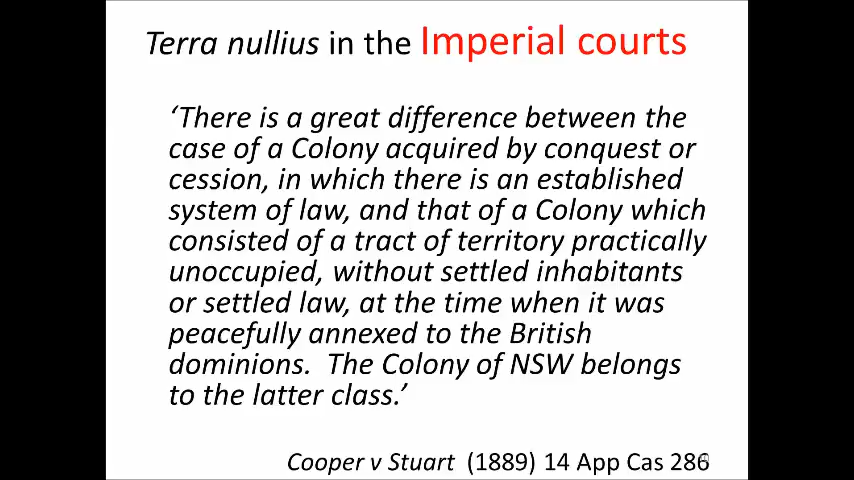 Terra nullius in the Imperial courts
‘There is a great difference between the
case of a Colony acquired by conquest or
cession, in which there is an established
system of law, and that of a Colony which
consisted of a tract of territory practically
unoccupied, without settled inhabitants
or settled law, at the time when it was
peacefully annexed to the British
dominions.  The Colony of NSW belongs
to the latter class.’
Cooper v Stuart  (1889) 14 App Cas 286